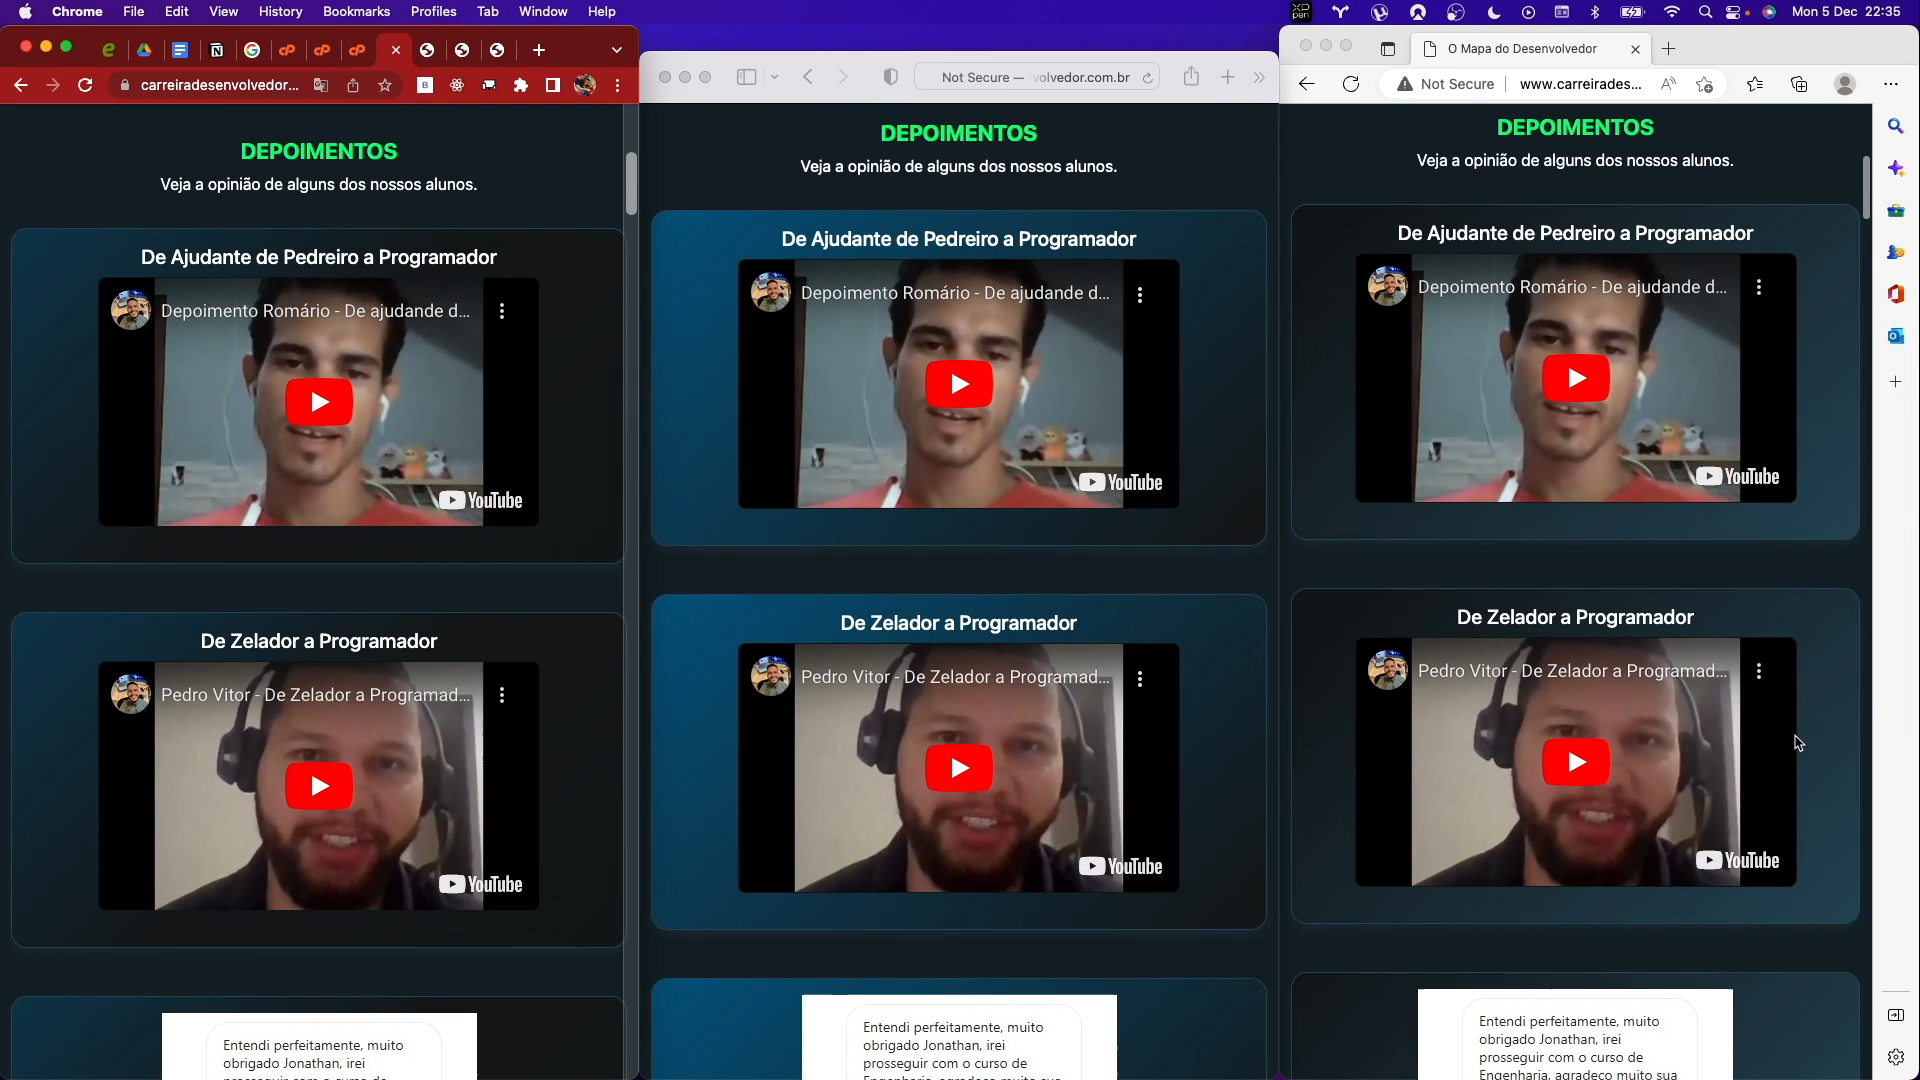 Chrome File Edit View History Bookmarks Profiles Tab Window Help
Mon 5 Dec 22:35
carreiradesenvolvedor...
DEPOIMENTOS
Veja a opinião de alguns dos nossos alunos.
De Ajudante de Pedreiro a Programador
Depoimento Romário - De ajudande d...
YouTube
De Zelador a Programador
Pedro Vitor - De Zelador a Programad...
YouTube
Entendi perfeitamente, muito
obrigado Jonathan, irei
Not Secure — volvedor.com.br
DEPOIMENTOS
Veja a opinião de alguns dos nossos alunos.
De Ajudante de Pedreiro a Programador
Depoimento Romário - De ajudande d...
YouTube
De Zelador a Programador
Pedro Vitor - De Zelador a Programad...
YouTube
Entendi perfeitamente, muito
obrigado Jonathan, irei
prosseguir com o curso de
O Mapa do Desenvolvedor
Not Secure www.carreirades...
DEPOIMENTOS
Veja a opinião de alguns dos nossos alunos.
De Ajudante de Pedreiro a Programador
Depoimento Romário - De ajudande d...
YouTube
De Zelador a Programador
Pedro Vitor - De Zelador a Programad...
YouTube
Entendi perfeitamente, muito
obrigado Jonathan, irei
prosseguir com o curso de
Engenharia, agradeço muito sua